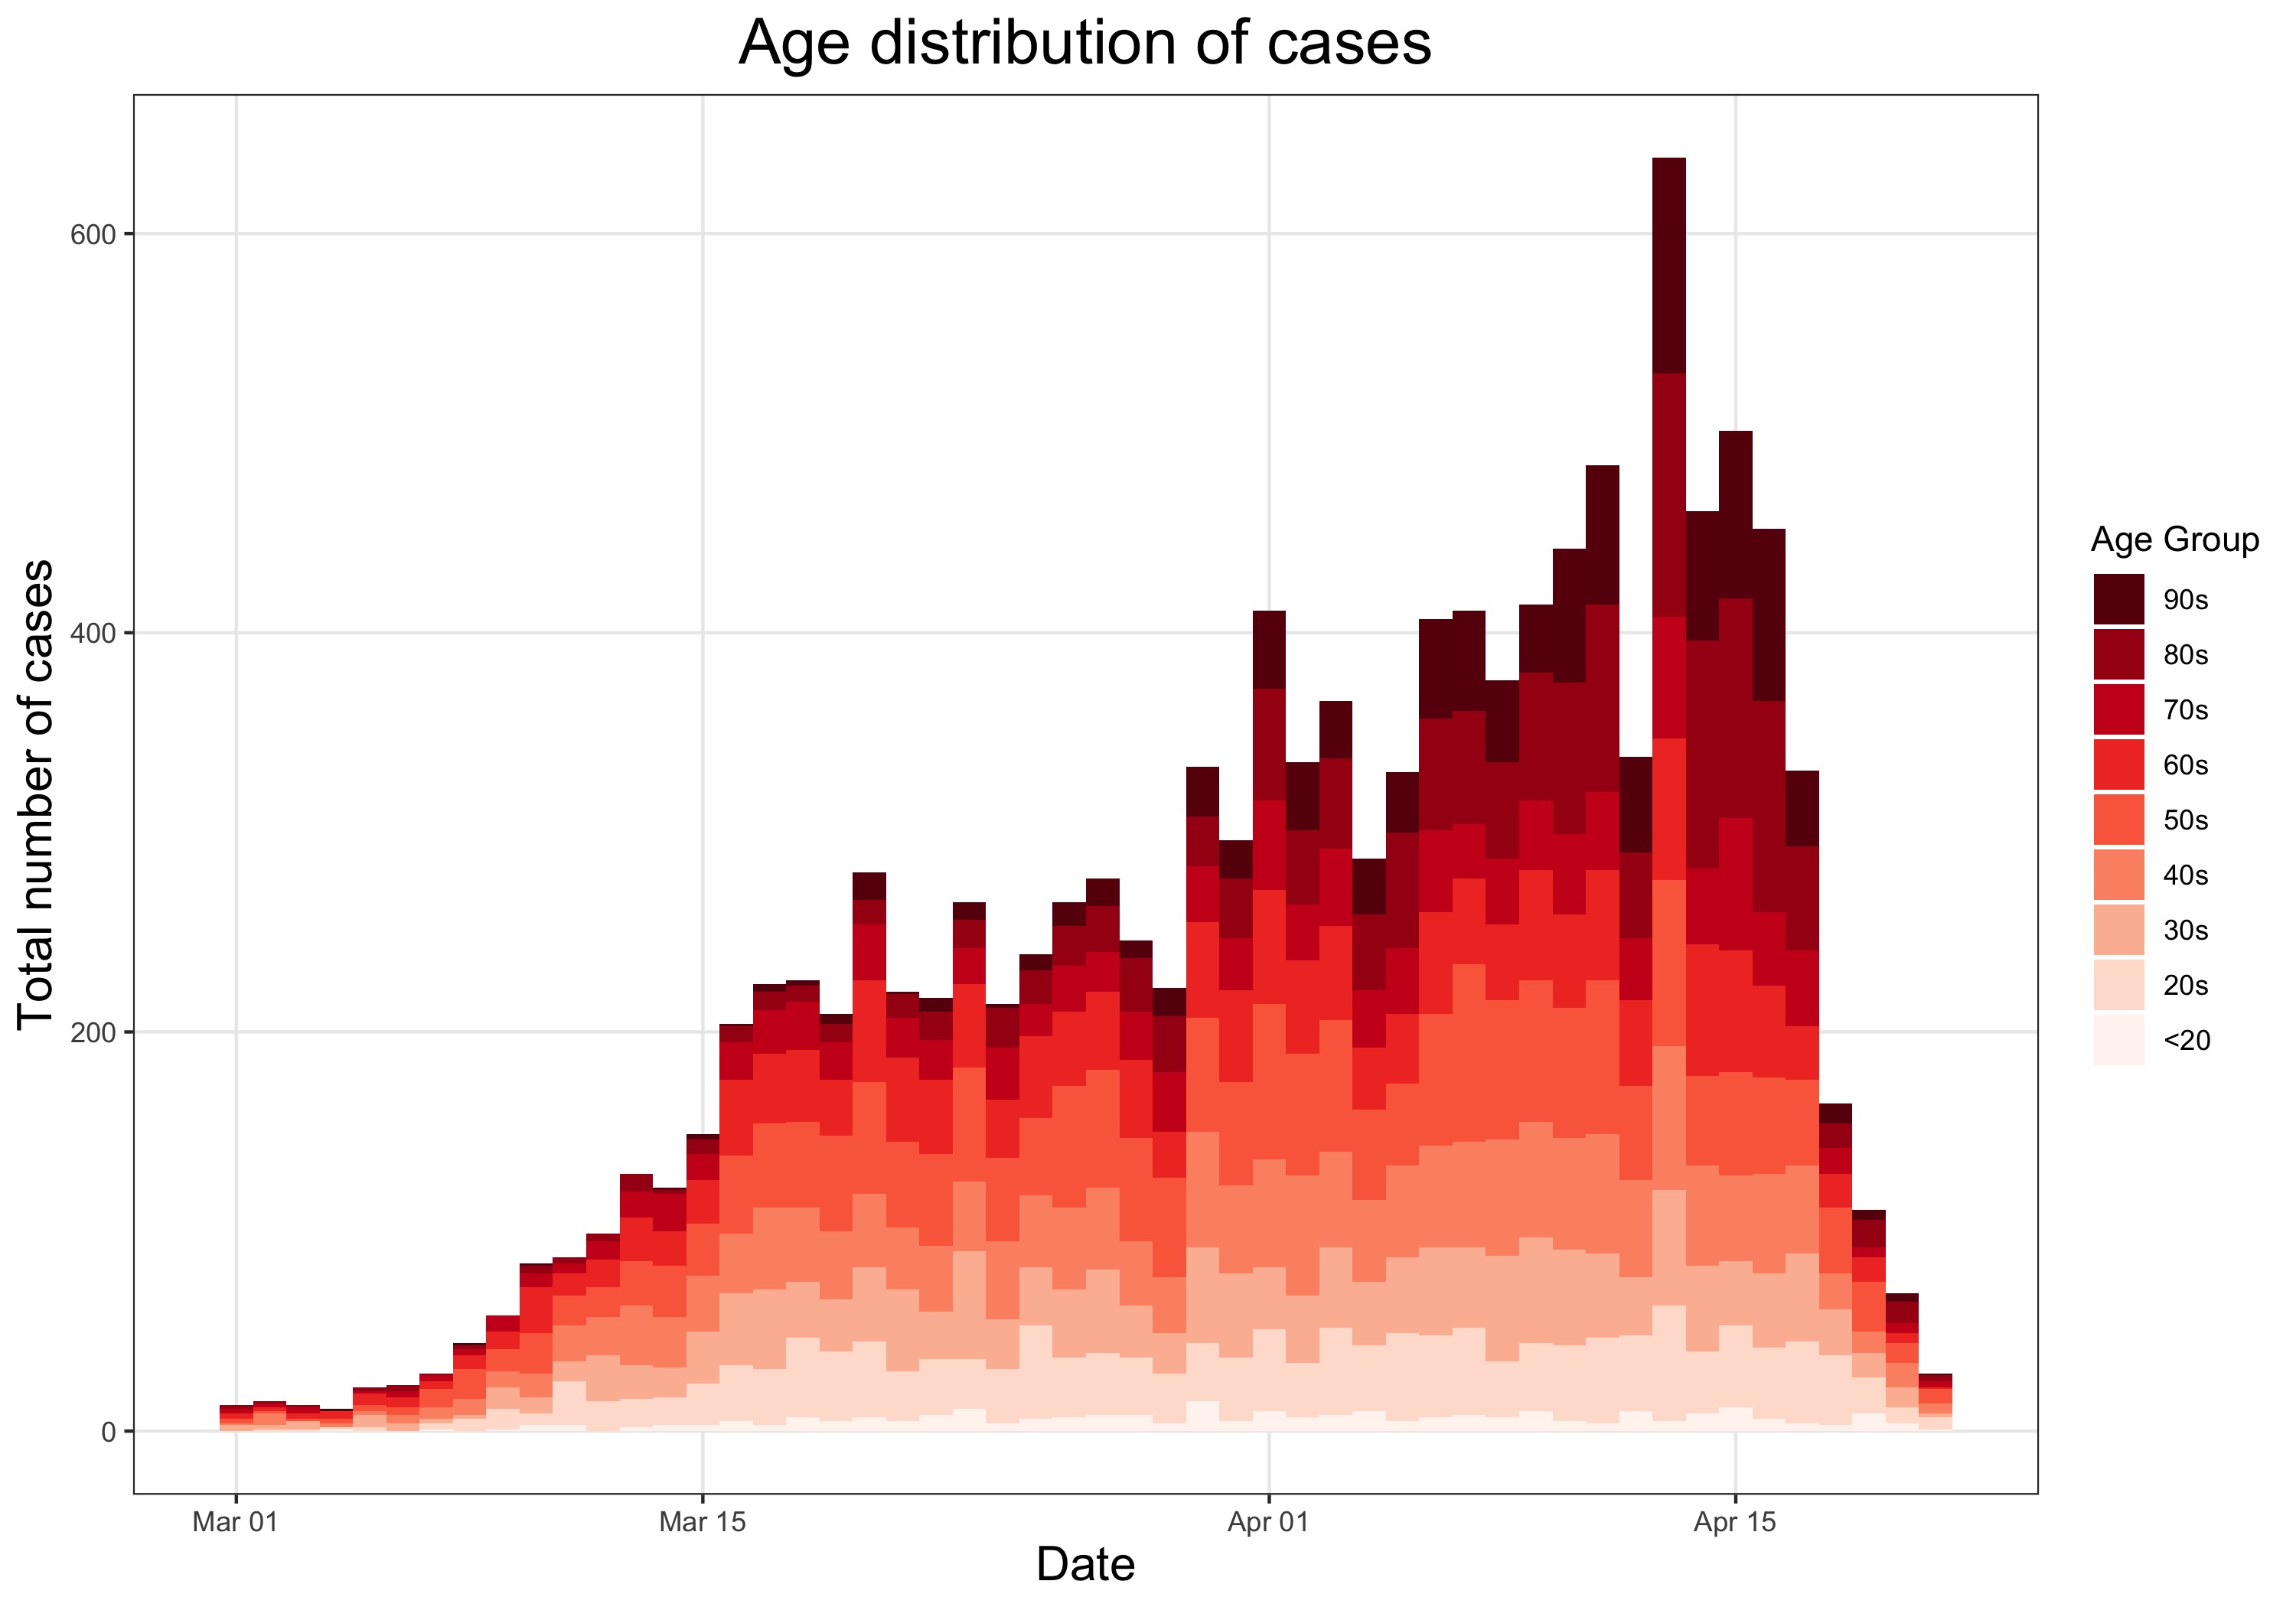 Age distribution of cases
Total number of cases
600
400
200
0
Mar 01
Mar 15
Apr 01
Apr 15
Date
Age Group
90s
80s
70s
60s
50s
40s
30s
20s
<20